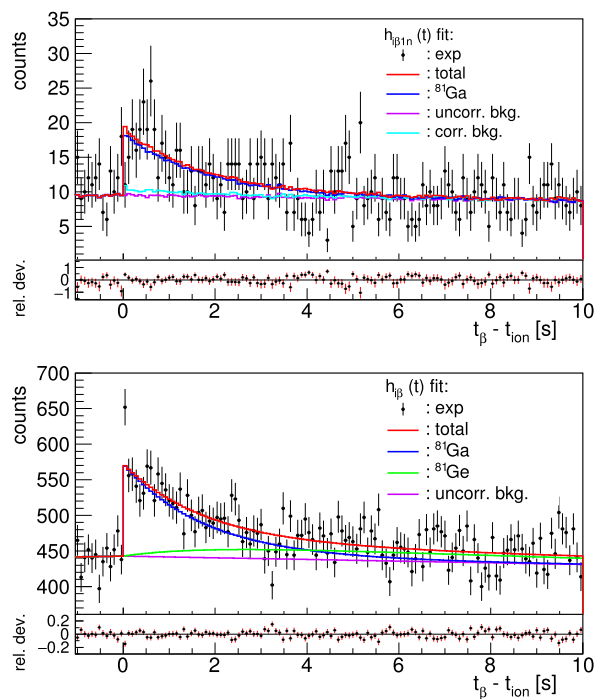 35
30
25
20
15
10
5
counts
h_iβ1n (t) fit:
: exp
: total
: ⁸¹Ga
: uncorr. bkg.
: corr. bkg.
1
0
−1
rel. dev.
0 2 4 6 8 10
t_β - t_ion [s]
700
650
600
550
500
450
400
counts
h_iβ (t) fit:
: exp
: total
: ⁸¹Ga
: ⁸¹Ge
: uncorr. bkg.
0.2
0
−0.2
rel. dev.
0 2 4 6 8 10
t_β - t_ion [s]